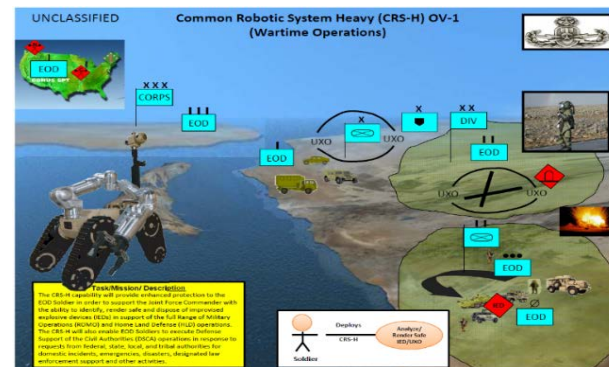 UNCLASSIFIED
Common Robotic System Heavy (CRS-H) OV-1
(Wartime Operations)
EOD
X X X
CORPS
I I I
EOD
I
EOD
X
UXO
UXO
X
X X
DIV
I I
EOD
UXO
UXO
I I
EOD
EOD
Task/Mission/ Description
The CRS-H capability will provide enhanced protection to the
EOD Soldier in order to support the Joint Force Commander with
the ability to identify, render safe and dispose of improvised
explosive devices (IEDs) in support of the full Range of Military
Operations (ROMO) and Home Land Defense (HLD) operations.
The CRS-H will also enable EOD Soldiers to execute Defense
Support of the Civil Authorities (DSCA) operations in response to
requests from federal, state, local, and tribal authorities for
domestic incidents, emergencies, disasters, designated law
enforcement support and other activities.
Deploys
CRS-H
Soldier
Analyze/
Render Safe
IED/UXO